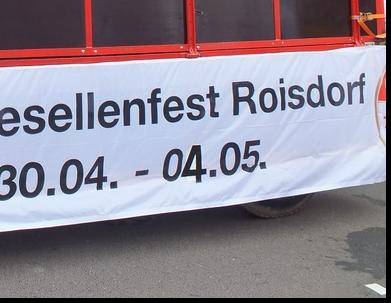 esellenfest Roisdorf
30.04. - 04.05.